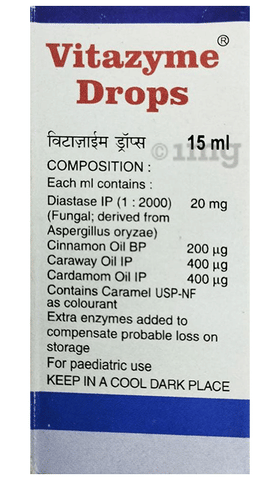 Vitazyme®
Drops
विटाज़ाईम ड्रॉप्स 15 ml
1mg
COMPOSITION :
Each ml contains :
Diastase IP (1 : 2000) 20 mg
(Fungal; derived from
Aspergillus oryzae)
Cinnamon Oil BP 200 µg
Caraway Oil IP 400 µg
Cardamom Oil IP 400 µg
Contains Caramel USP-NF
as colourant
Extra enzymes added to
compensate probable loss on
storage
For paediatric use
KEEP IN A COOL DARK PLACE